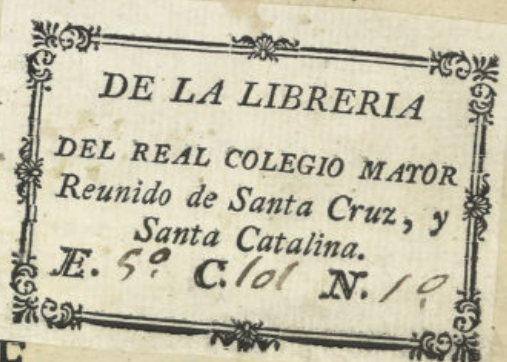 DE LA LIBRERIA
DEL REAL COLEGIO MAYOR
Reunido de Santa Cruz, y
Santa Catalina.
E. 5º C. 101 N. 1º